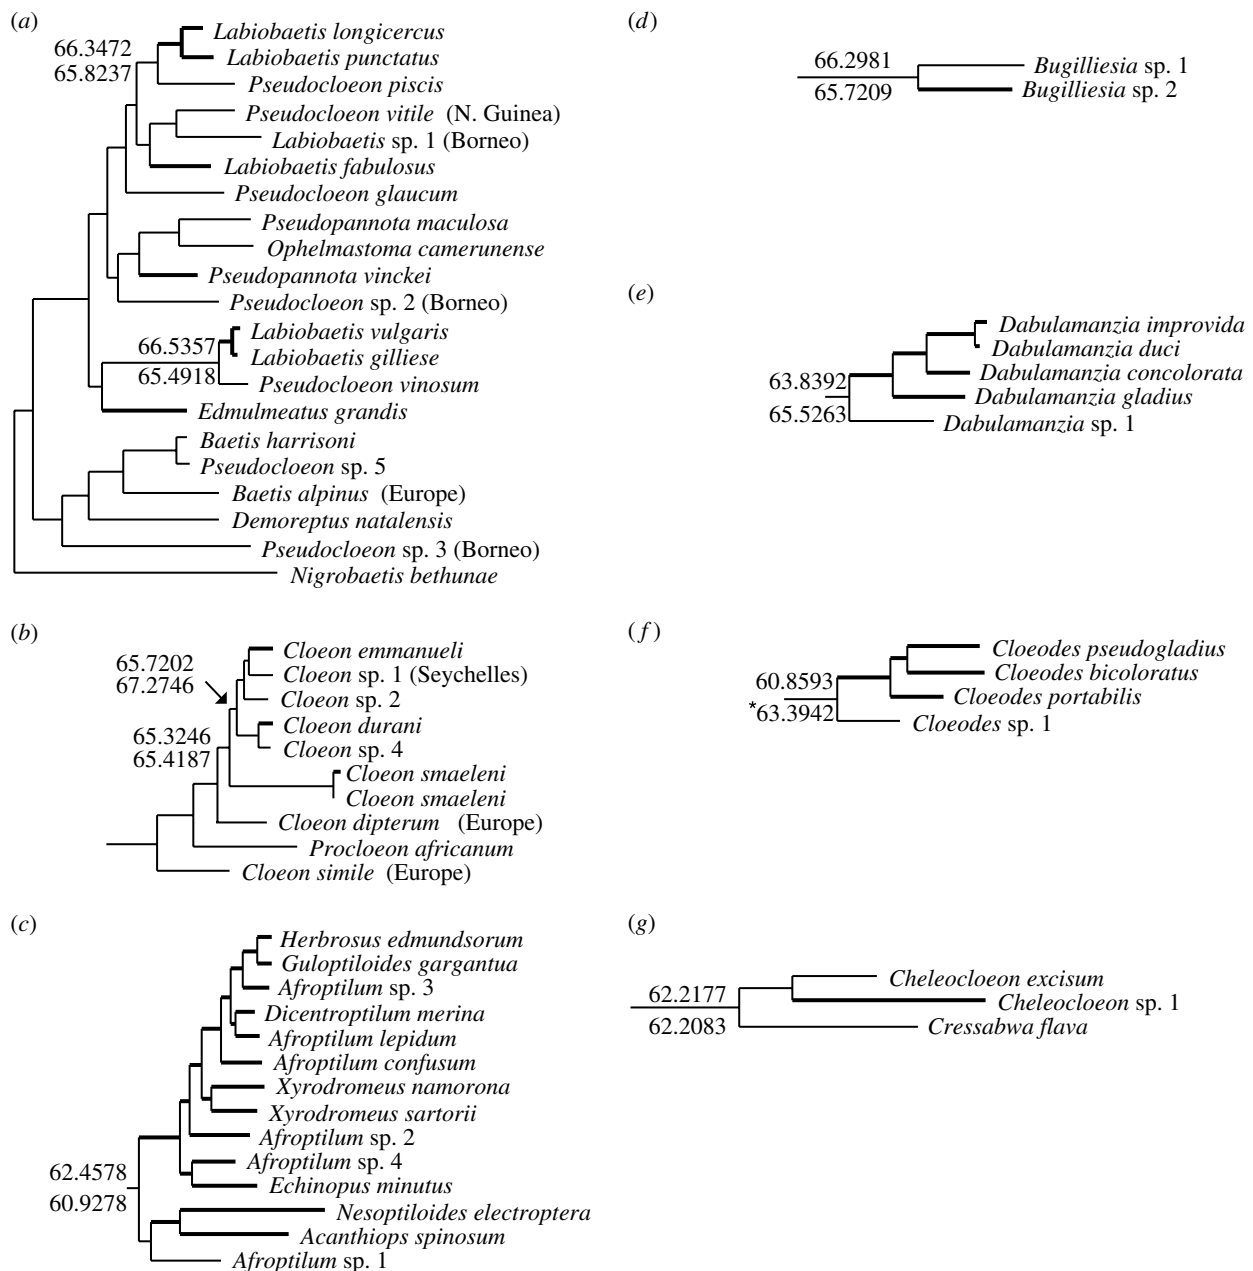 (a)
66.3472
65.8237
Labiobaetis longicercus
Labiobaetis punctatus
Pseudocloeon piscis
Pseudocloeon vitile (N. Guinea)
Labiobaetis sp. 1 (Borneo)
Labiobaetis fabulosus
Pseudocloeon glaucum
Pseudopannota maculosa
Ophelmastoma camerunense
Pseudopannota vinckei
Pseudocloeon sp. 2 (Borneo)
66.5357
65.4918
Labiobaetis vulgaris
Labiobaetis gilliese
Pseudocloeon vinosum
Edmulmeatus grandis
Baetis harrisoni
Pseudocloeon sp. 5
Baetis alpinus (Europe)
Demoreptus natalensis
Pseudocloeon sp. 3 (Borneo)
Nigrobaetis bethunae
(b)
65.7202
67.2746
65.3246
65.4187
Cloeon emmanueli
Cloeon sp. 1 (Seychelles)
Cloeon sp. 2
Cloeon durani
Cloeon sp. 4
Cloeon smaeleni
Cloeon smaeleni
Cloeon dipterum (Europe)
Procloeon africanum
Cloeon simile (Europe)
(c)
Herbrosus edmundsorum
Guloptiloides gargantua
Afroptilum sp. 3
Dicentroptilum merina
Afroptilum lepidum
Afroptilum confusum
Xyrodromeus namorona
Xyrodromeus sartorii
Afroptilum sp. 2
Afroptilum sp. 4
Echinopus minutus
62.4578
60.9278
Nesoptiloides electroptera
Acanthiops spinosum
Afroptilum sp. 1
(d)
66.2981
65.7209
Bugilliesia sp. 1
Bugilliesia sp. 2
(e)
63.8392
65.5263
Dabulamanzia improvida
Dabulamanzia duci
Dabulamanzia concolorata
Dabulamanzia gladius
Dabulamanzia sp. 1
(f)
60.8593
*63.3942
Cloeodes pseudogladius
Cloeodes bicoloratus
Cloeodes portabilis
Cloeodes sp. 1
(g)
62.2177
62.2083
Cheleocloeon excisum
Cheleocloeon sp. 1
Cressabwa flava